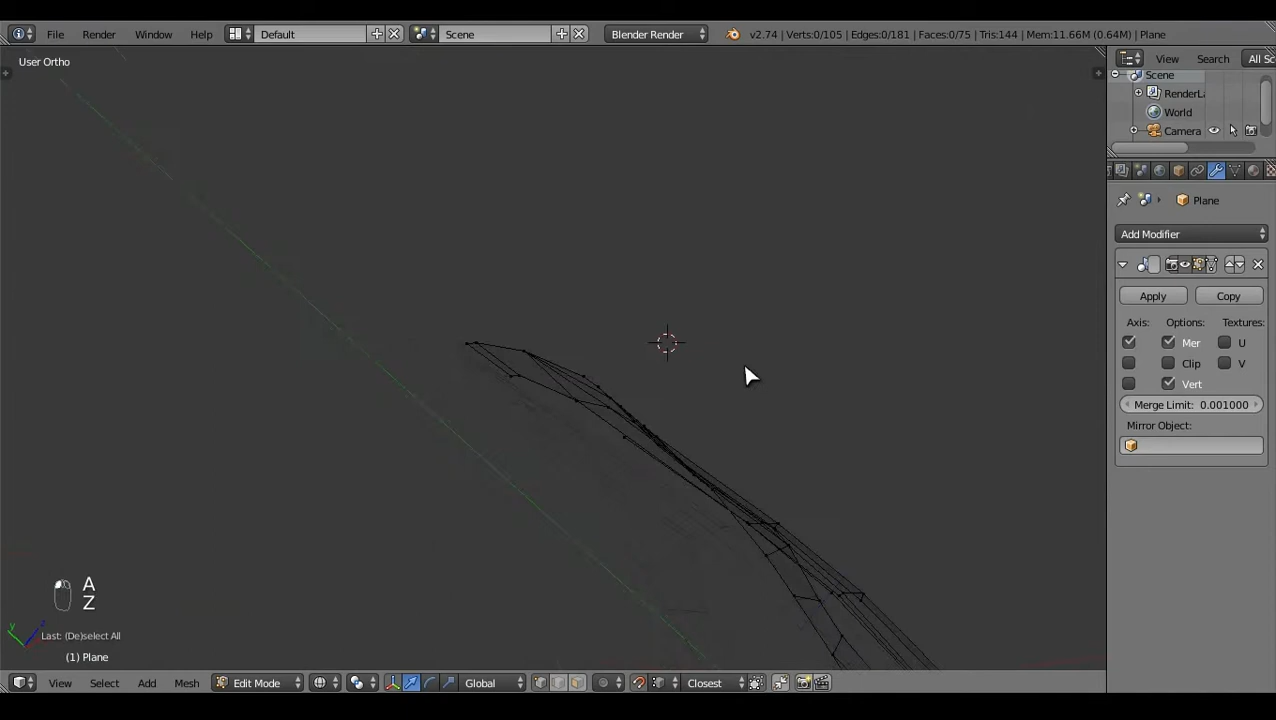 File Render Window Help Default Scene Blender Render v2.74 | Verts:0/105 | Edges:0/181 | Faces:0/75 | Tris:144 | Mem:11.66M (0.64M) | Plane
User Ortho
View Search All Sc
Scene
RenderLa
World
Camera
Plane
Add Modifier
Apply Copy
Axis: Options: Textures:
Mer U
Clip V
Vert
Merge Limit: 0.001000
Mirror Object:
A
Z
Last: (De)select All
(1) Plane
View Select Add Mesh Edit Mode Global Closest